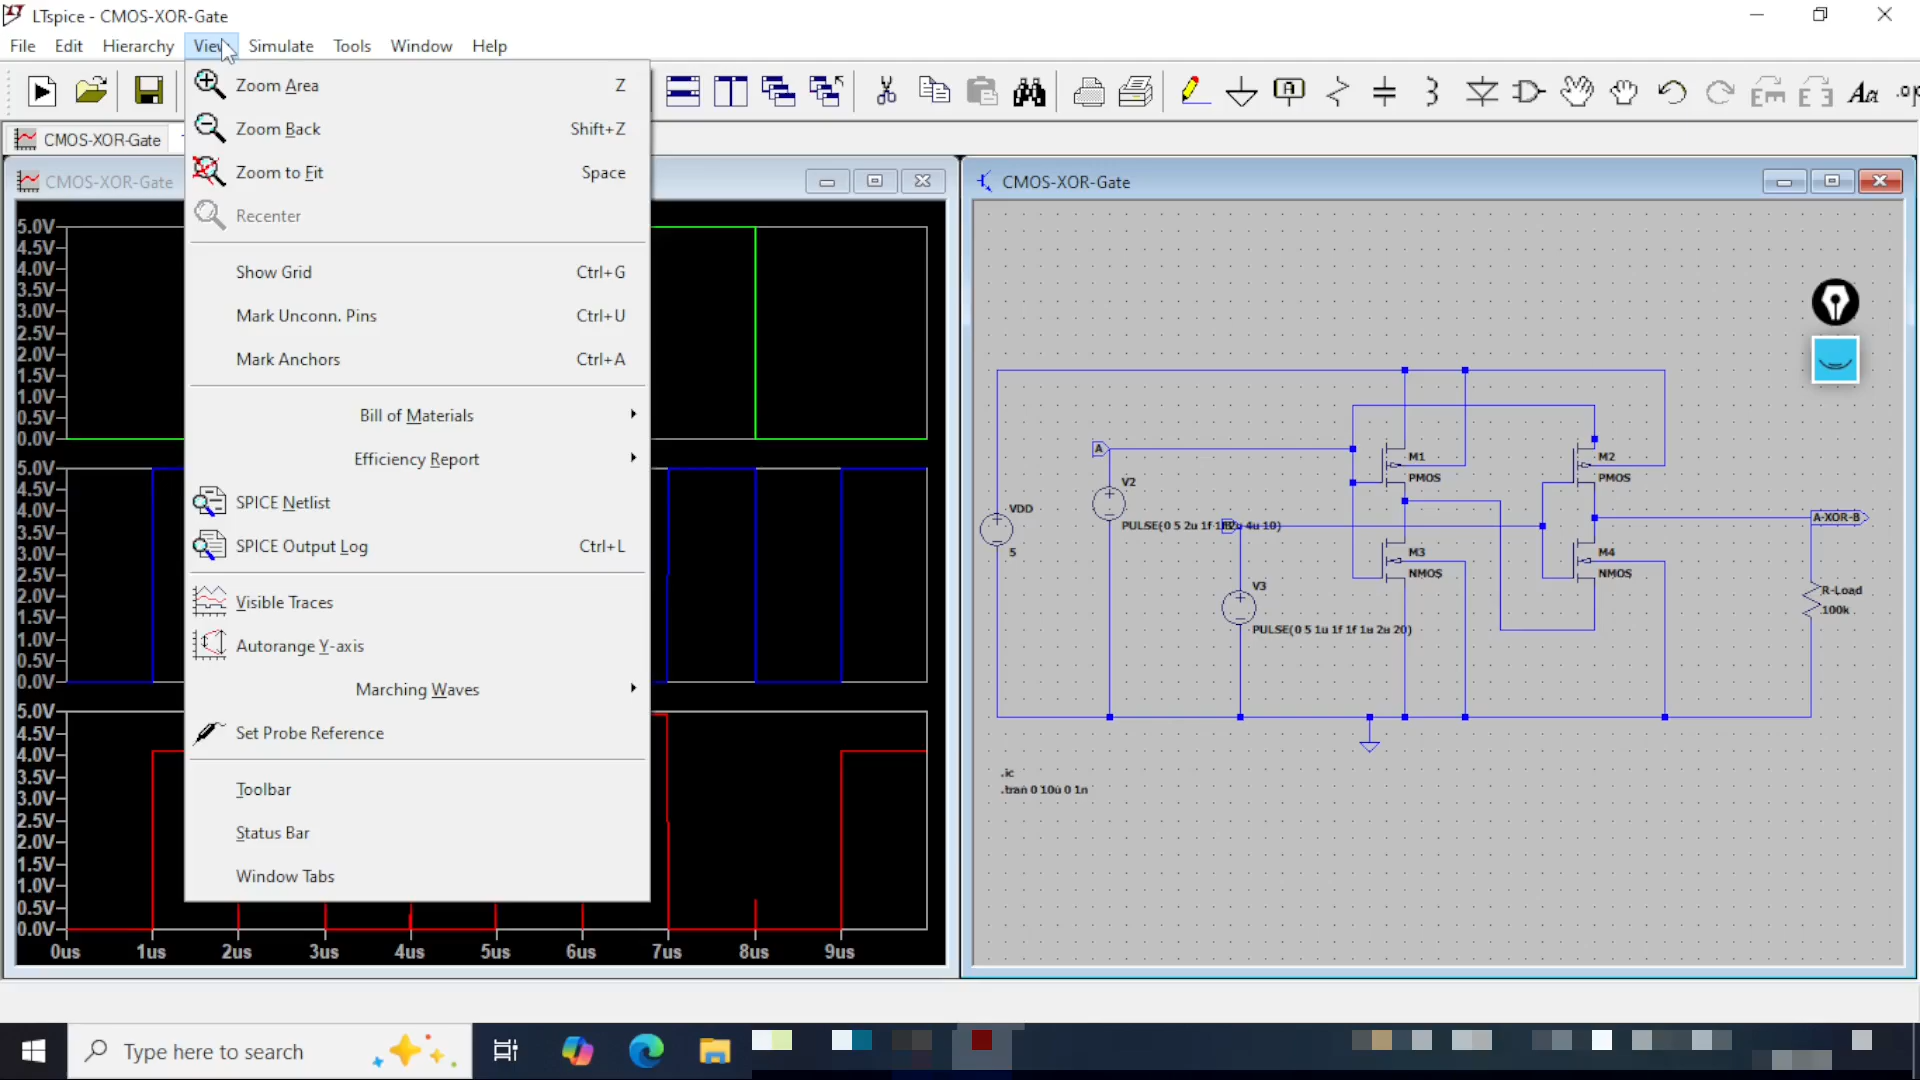 LTspice - CMOS-XOR-Gate
File Edit Hierarchy View Simulate Tools Window Help
CMOS-XOR-Gate
Zoom Area Z
Zoom Back Shift+Z
Zoom to Fit Space
Recenter
Show Grid Ctrl+G
Mark Unconn. Pins Ctrl+U
Mark Anchors Ctrl+A
Bill of Materials
Efficiency Report
SPICE Netlist
SPICE Output Log Ctrl+L
Visible Traces
Autorange Y-axis
Marching Waves
Set Probe Reference
Toolbar
Status Bar
Window Tabs
CMOS-XOR-Gate
5.0V
4.5V
4.0V
3.5V
3.0V
2.5V
2.0V
1.5V
1.0V
0.5V
0.0V
5.0V
4.5V
4.0V
3.5V
3.0V
2.5V
2.0V
1.5V
1.0V
0.5V
0.0V
5.0V
4.5V
4.0V
3.5V
3.0V
2.5V
2.0V
1.5V
1.0V
0.5V
0.0V
0us 1us 2us 3us 4us 5us 6us 7us 8us 9us
CMOS-XOR-Gate
A
M1
PMOS
M2
PMOS
V2
VDD
5
A-XOR-B
M3
NMOS
M4
NMOS
V3
R-Load
100k
PULSE(0 5 1u 1f 1f 1u 2u 20)
.ic
.tran 0 10u 0 1n
Type here to search